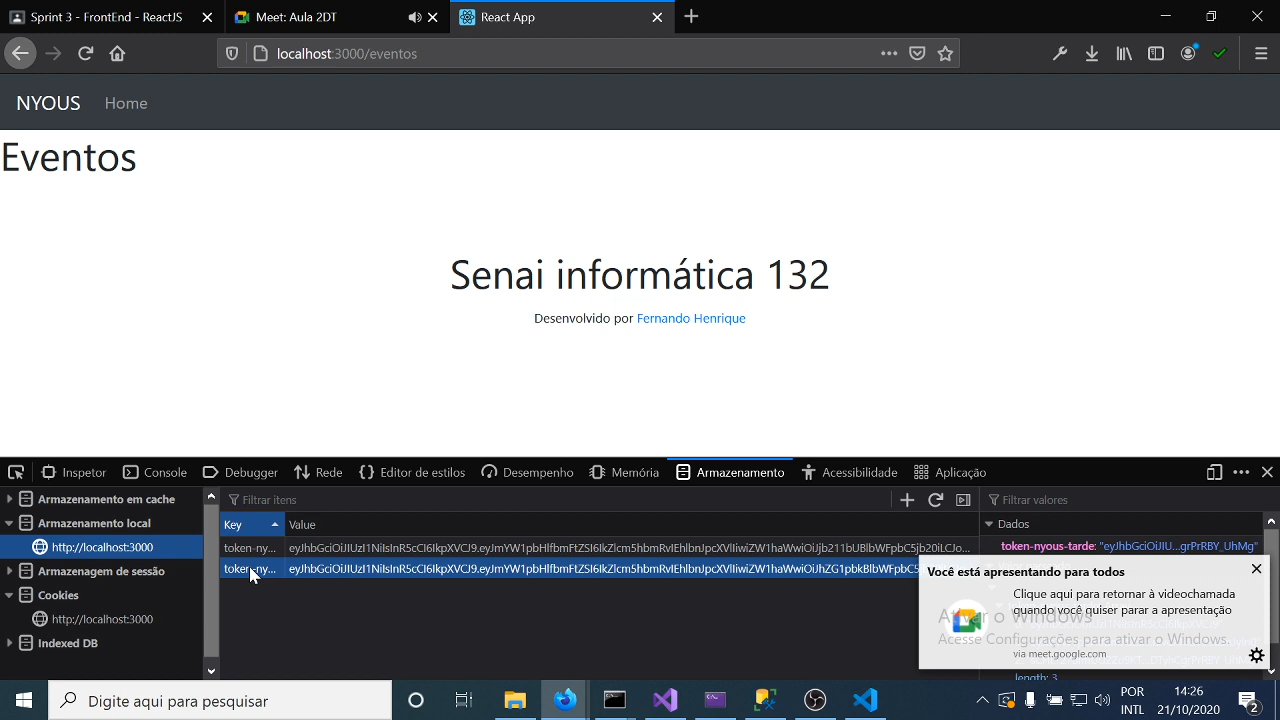 Sprint 3 - FrontEnd - ReactJS
Meet: Aula 2DT
React App
localhost:3000/eventos
NYOUS Home
Eventos
Senai informática 132
Desenvolvido por Fernando Henrique
Inspetor Console Debugger Rede Editor de estilos Desempenho Memória Armazenamento Acessibilidade Aplicação
Armazenamento em cache
Armazenamento local
http://localhost:3000
Armazenagem de sessão
Cookies
http://localhost:3000
Indexed DB
Filtrar itens
Key Value
token-ny...
token-ny...
Filtrar valores
Dados
token-nyous-tarde: "eyJhbGciOiJIU...grPrRBY_UhMg"
Você está apresentando para todos
Clique aqui para retornar à videochamada
quando você quiser parar a apresentação
via meet.google.com
Ativar o Windows
Acesse Configurações para ativar o Windows.
length: 3
Digite aqui para pesquisar
POR
INTL
14:26
21/10/2020
2